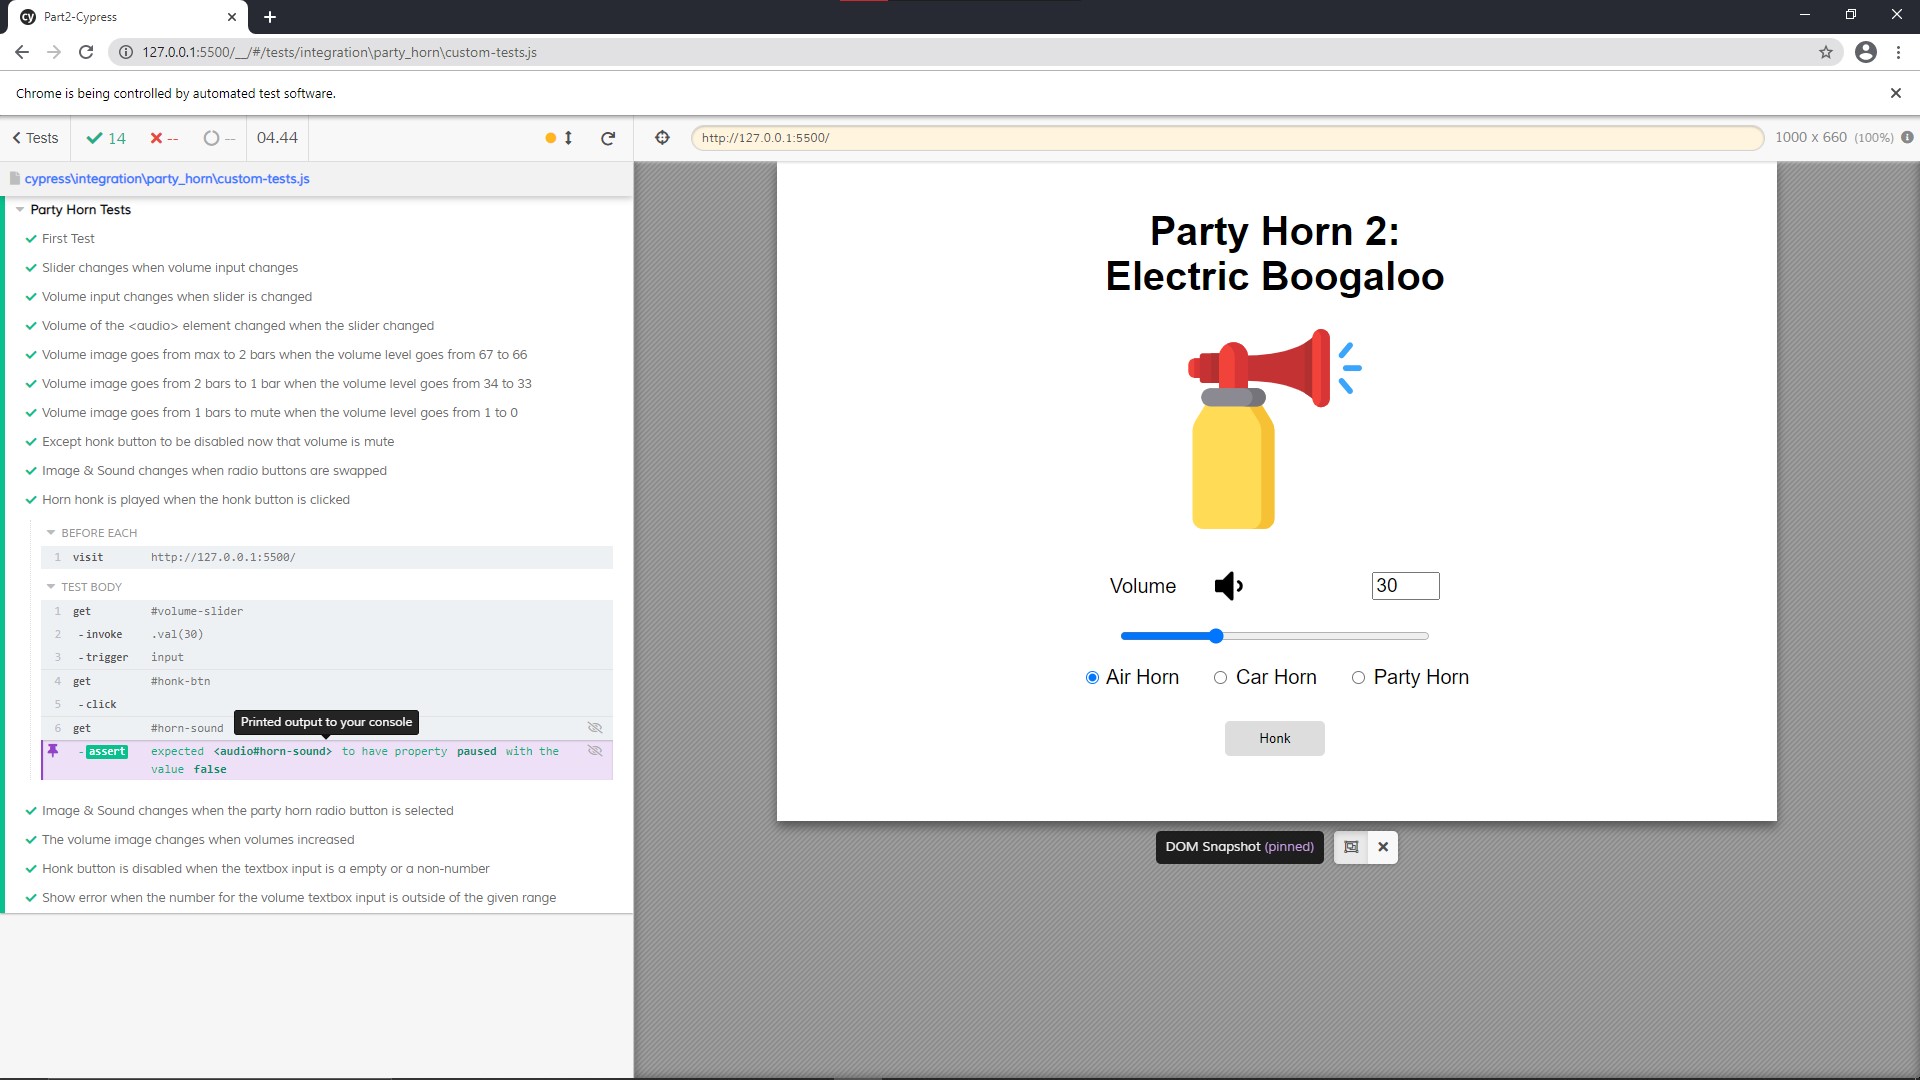 cy Part2-Cypress
127.0.0.1:5500/__/#/tests/integration\party_horn\custom-tests.js
Chrome is being controlled by automated test software.
Tests 14 -- -- 04.44
http://127.0.0.1:5500/ 1000 x 660 (100%)
cypress\integration\party_horn\custom-tests.js
Party Horn Tests
First Test
Slider changes when volume input changes
Volume input changes when slider is changed
Volume of the <audio> element changed when the slider changed
Volume image goes from max to 2 bars when the volume level goes from 67 to 66
Volume image goes from 2 bars to 1 bar when the volume level goes from 34 to 33
Volume image goes from 1 bars to mute when the volume level goes from 1 to 0
Except honk button to be disabled now that volume is mute
Image & Sound changes when radio buttons are swapped
Horn honk is played when the honk button is clicked
BEFORE EACH
1 visit http://127.0.0.1:5500/
TEST BODY
1 get #volume-slider
2 -invoke .val(30)
3 -trigger input
4 get #honk-btn
5 -click
Printed output to your console
6 get #horn-sound
-assert expected <audio#horn-sound> to have property paused with the
value false
Image & Sound changes when the party horn radio button is selected
The volume image changes when volumes increased
Honk button is disabled when the textbox input is a empty or a non-number
Show error when the number for the volume textbox input is outside of the given range
Party Horn 2:
Electric Boogaloo
Volume 30
Air Horn Car Horn Party Horn
Honk
DOM Snapshot (pinned)